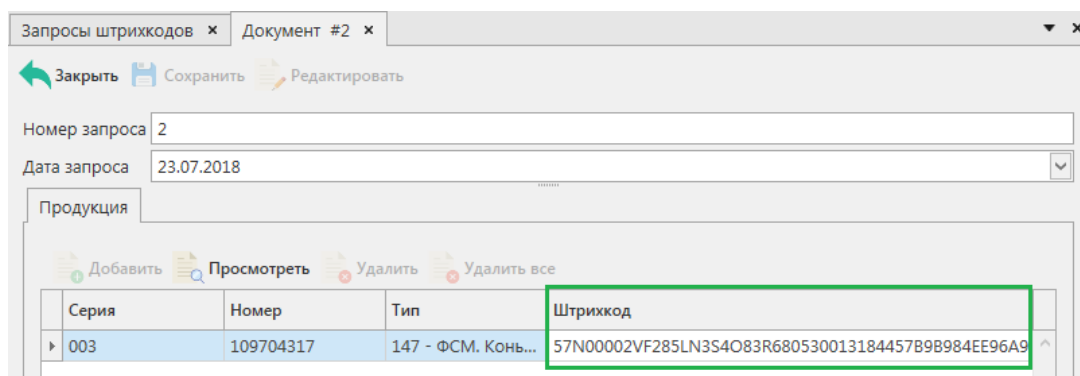 Запросы штрихкодов × Документ #2 ×
Закрыть Сохранить Редактировать
Номер запроса 2
Дата запроса 23.07.2018
Продукция
Добавить Просмотреть Удалить Удалить все
Серия Номер Тип Штрихкод
003 109704317 147 - ФСМ. Конь... 57N00002VF285LN3S4O83R680530013184457B9B984EE96A9